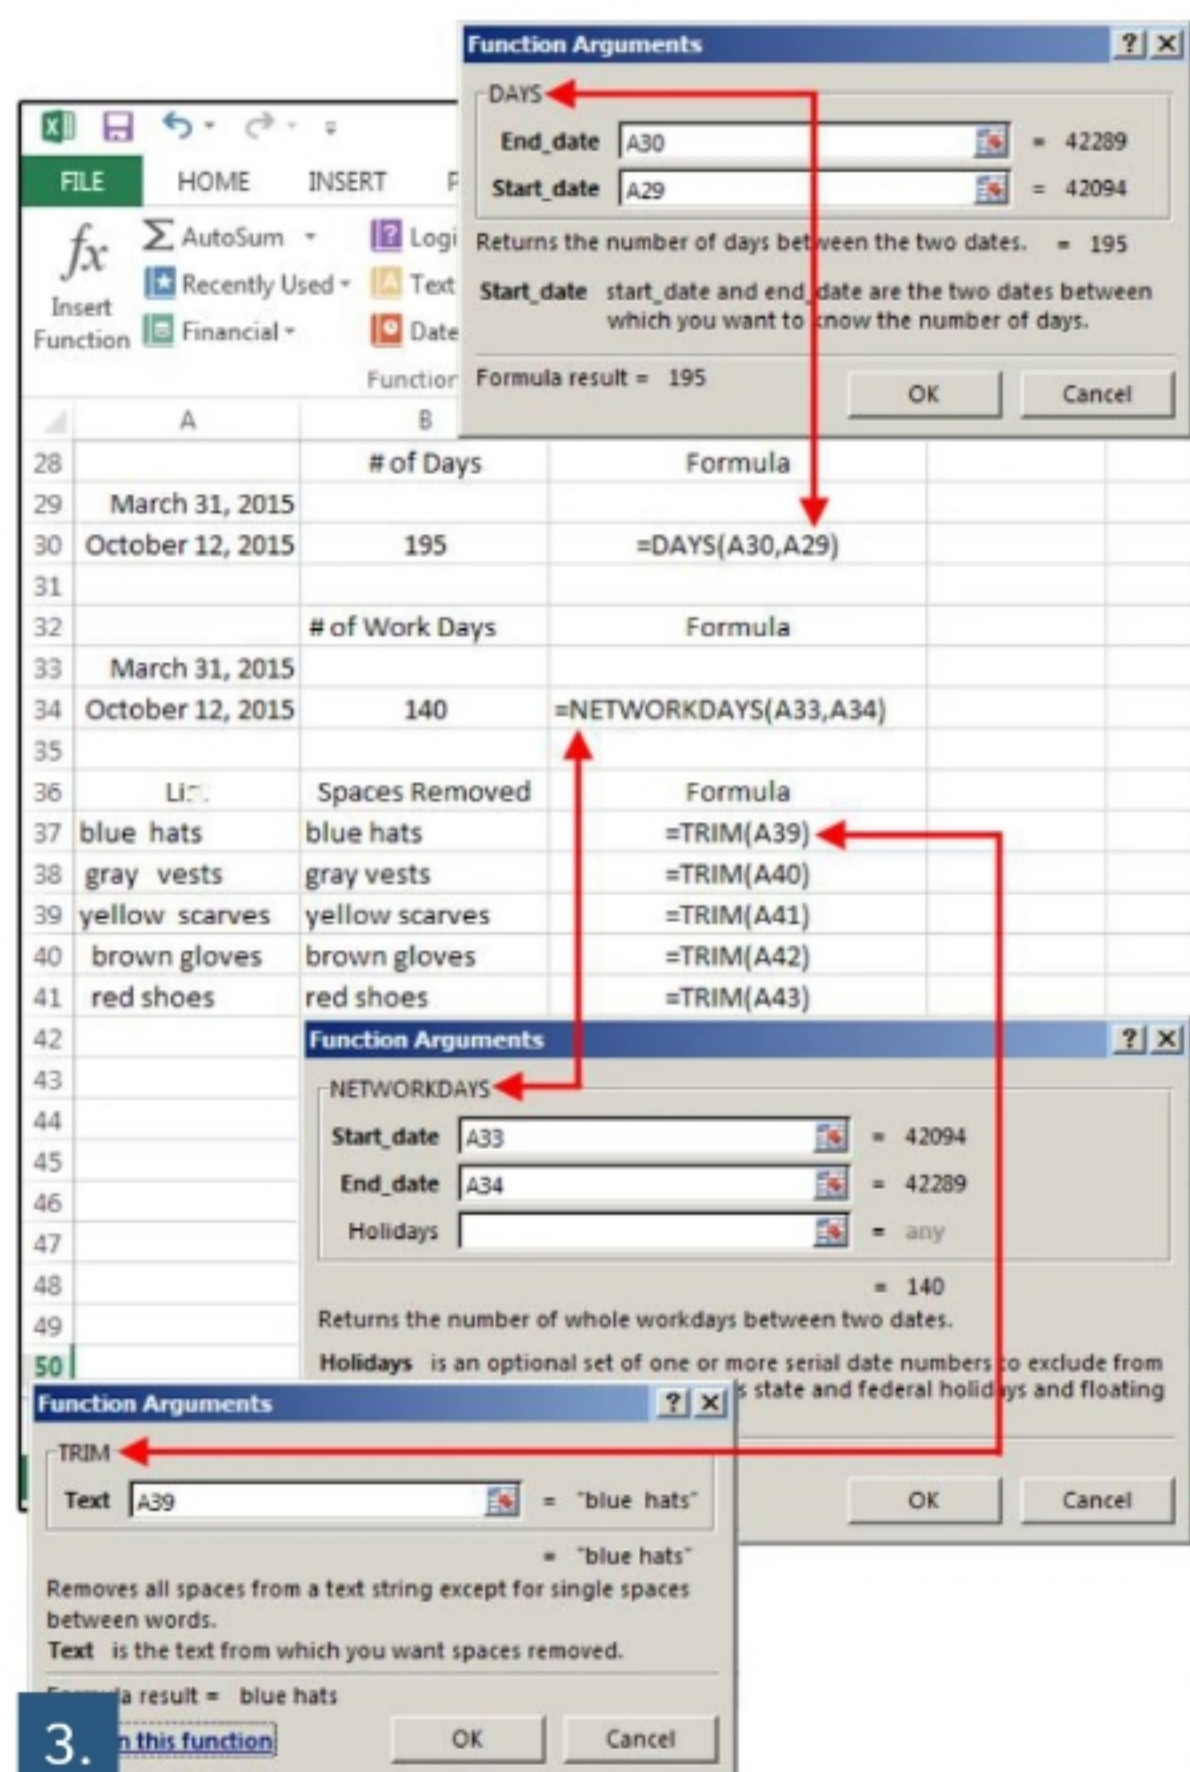 Function Arguments
DAYS
End_date A30 = 42289
Start_date A29 = 42094
Returns the number of days between the two dates. = 195
Start_date start_date and end_date are the two dates between
which you want to know the number of days.
Formula result = 195
OK Cancel
FILE HOME INSERT P
fx
Insert
Function
AutoSum
Recently Used
Financial
Logi
Text
Date
Function
A B
28 # of Days Formula
29 March 31, 2015
30 October 12, 2015 195 =DAYS(A30,A29)
31
32 # of Work Days Formula
33 March 31, 2015
34 October 12, 2015 140 =NETWORKDAYS(A33,A34)
35
36 Spaces Removed Formula
37 blue hats blue hats =TRIM(A39)
38 gray vests gray vests =TRIM(A40)
39 yellow scarves yellow scarves =TRIM(A41)
40 brown gloves brown gloves =TRIM(A42)
41 red shoes red shoes =TRIM(A43)
42
43
44
45
46
47
48
49
50
Function Arguments
NETWORKDAYS
Start_date A33 = 42094
End_date A34 = 42289
Holidays = any
= 140
Returns the number of whole workdays between two dates.
Holidays is an optional set of one or more serial date numbers to exclude from
s state and federal holidays and floating
OK Cancel
Function Arguments
TRIM
Text A39 = "blue  hats"
= "blue hats"
Removes all spaces from a text string except for single spaces
between words.
Text is the text from which you want spaces removed.
result = blue hats
n this function
OK Cancel
3.